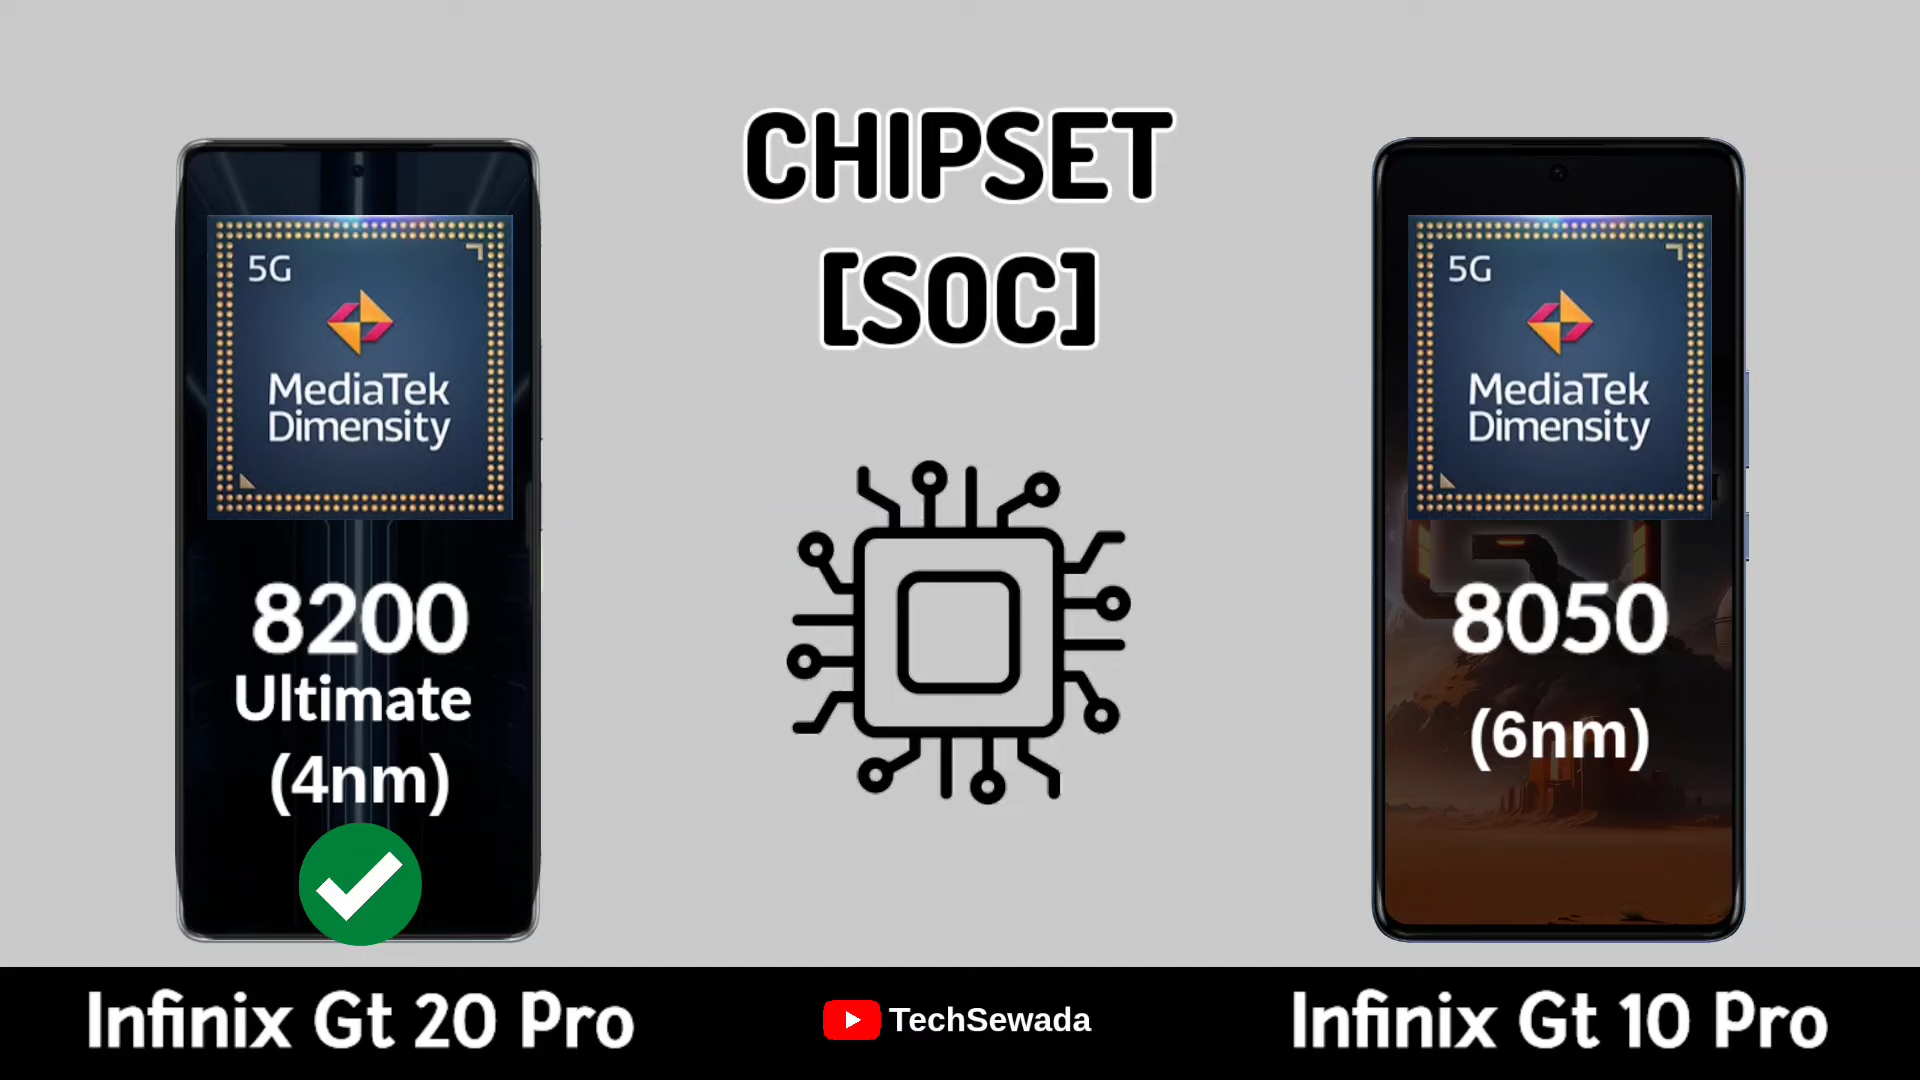 CHIPSET
[SOC]
5G
MediaTek
Dimensity
8200
Ultimate
(4nm)
5G
MediaTek
Dimensity
8050
(6nm)
Infinix Gt 20 Pro
TechSewada
Infinix Gt 10 Pro